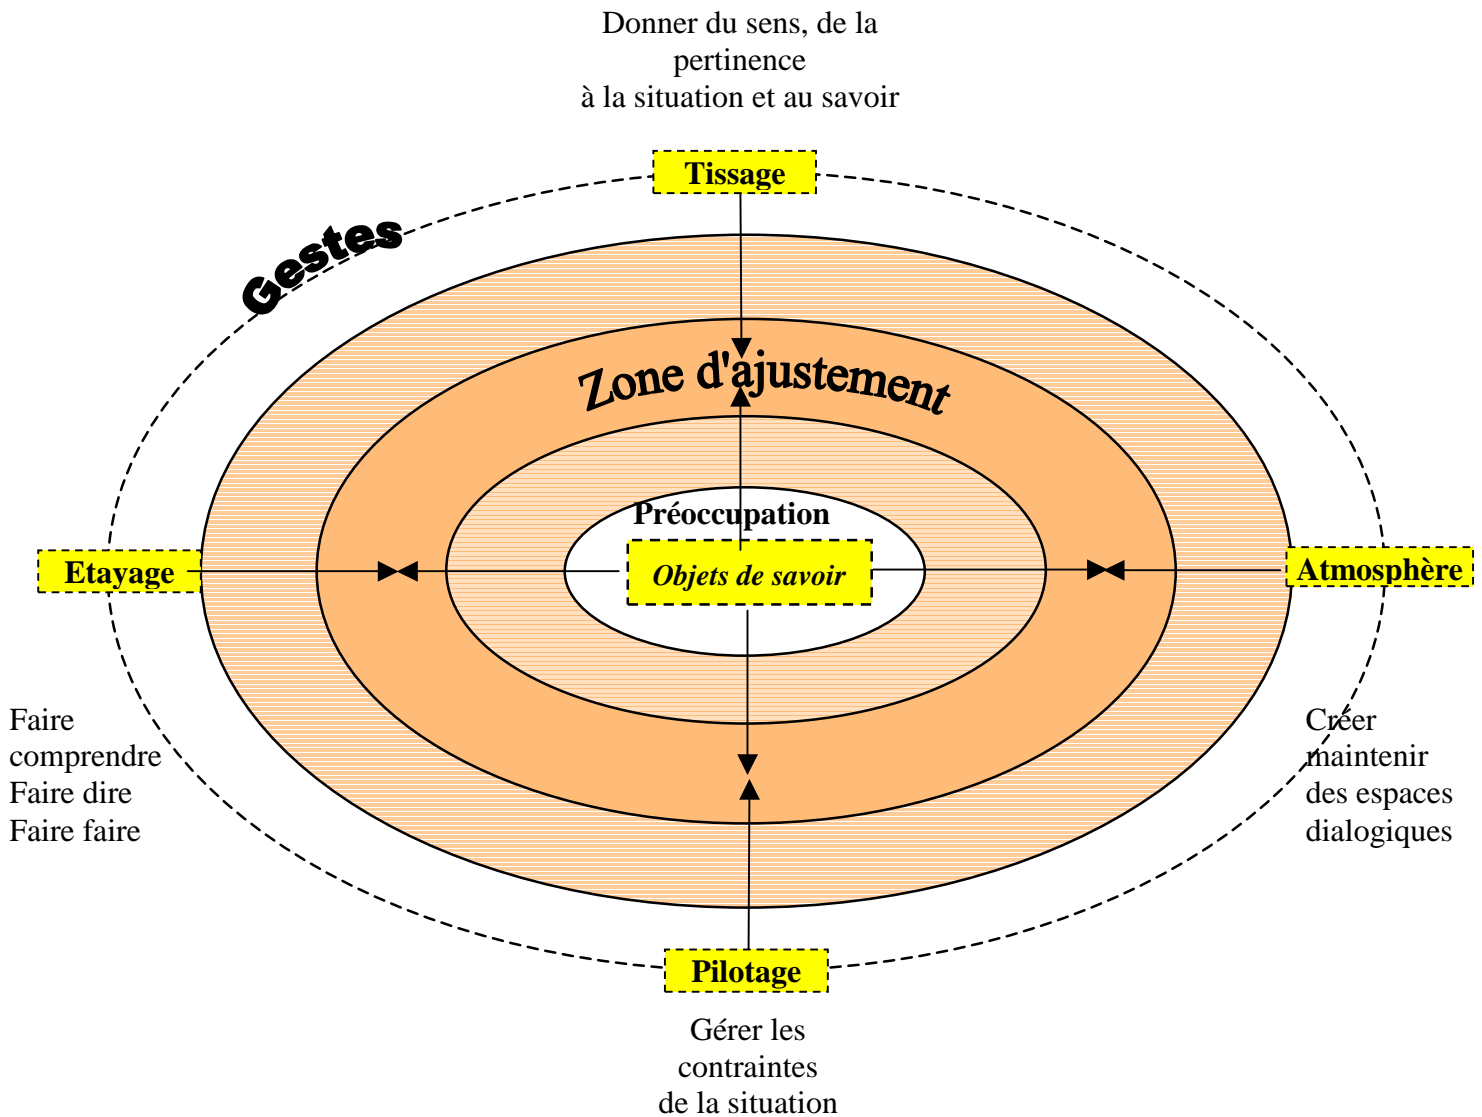 Donner du sens, de la
pertinence
à la situation et au savoir
Tissage
Gestes
Zone d'ajustement
Préoccupation
Objets de savoir
Etayage
Atmosphère
Faire
comprendre
Faire dire
Faire faire
Créer
maintenir
des espaces
dialogiques
Pilotage
Gérer les
contraintes
de la situation